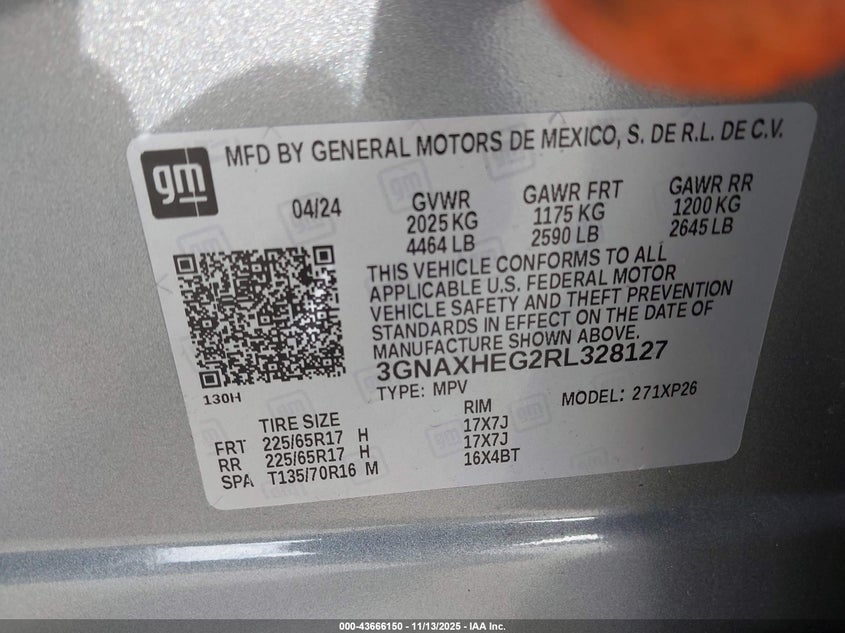 gm
MFD BY GENERAL MOTORS DE MEXICO, S. DE R.L. DE C.V.
04/24
GVWR
2025 KG
4464 LB
GAWR FRT
1175 KG
2590 LB
GAWR RR
1200 KG
2645 LB
THIS VEHICLE CONFORMS TO ALL
APPLICABLE U.S. FEDERAL MOTOR
VEHICLE SAFETY AND THEFT PREVENTION
STANDARDS IN EFFECT ON THE DATE OF
MANUFACTURE SHOWN ABOVE.
3GNAXHEG2RL328127
TYPE: MPV
MODEL: 271XP26
130H
TIRE SIZE RIM
FRT 225/65R17 H 17X7J
RR 225/65R17 H 17X7J
SPA T135/70R16 M 16X4BT
000-43666150 — 11/13/2025 - IAA Inc.